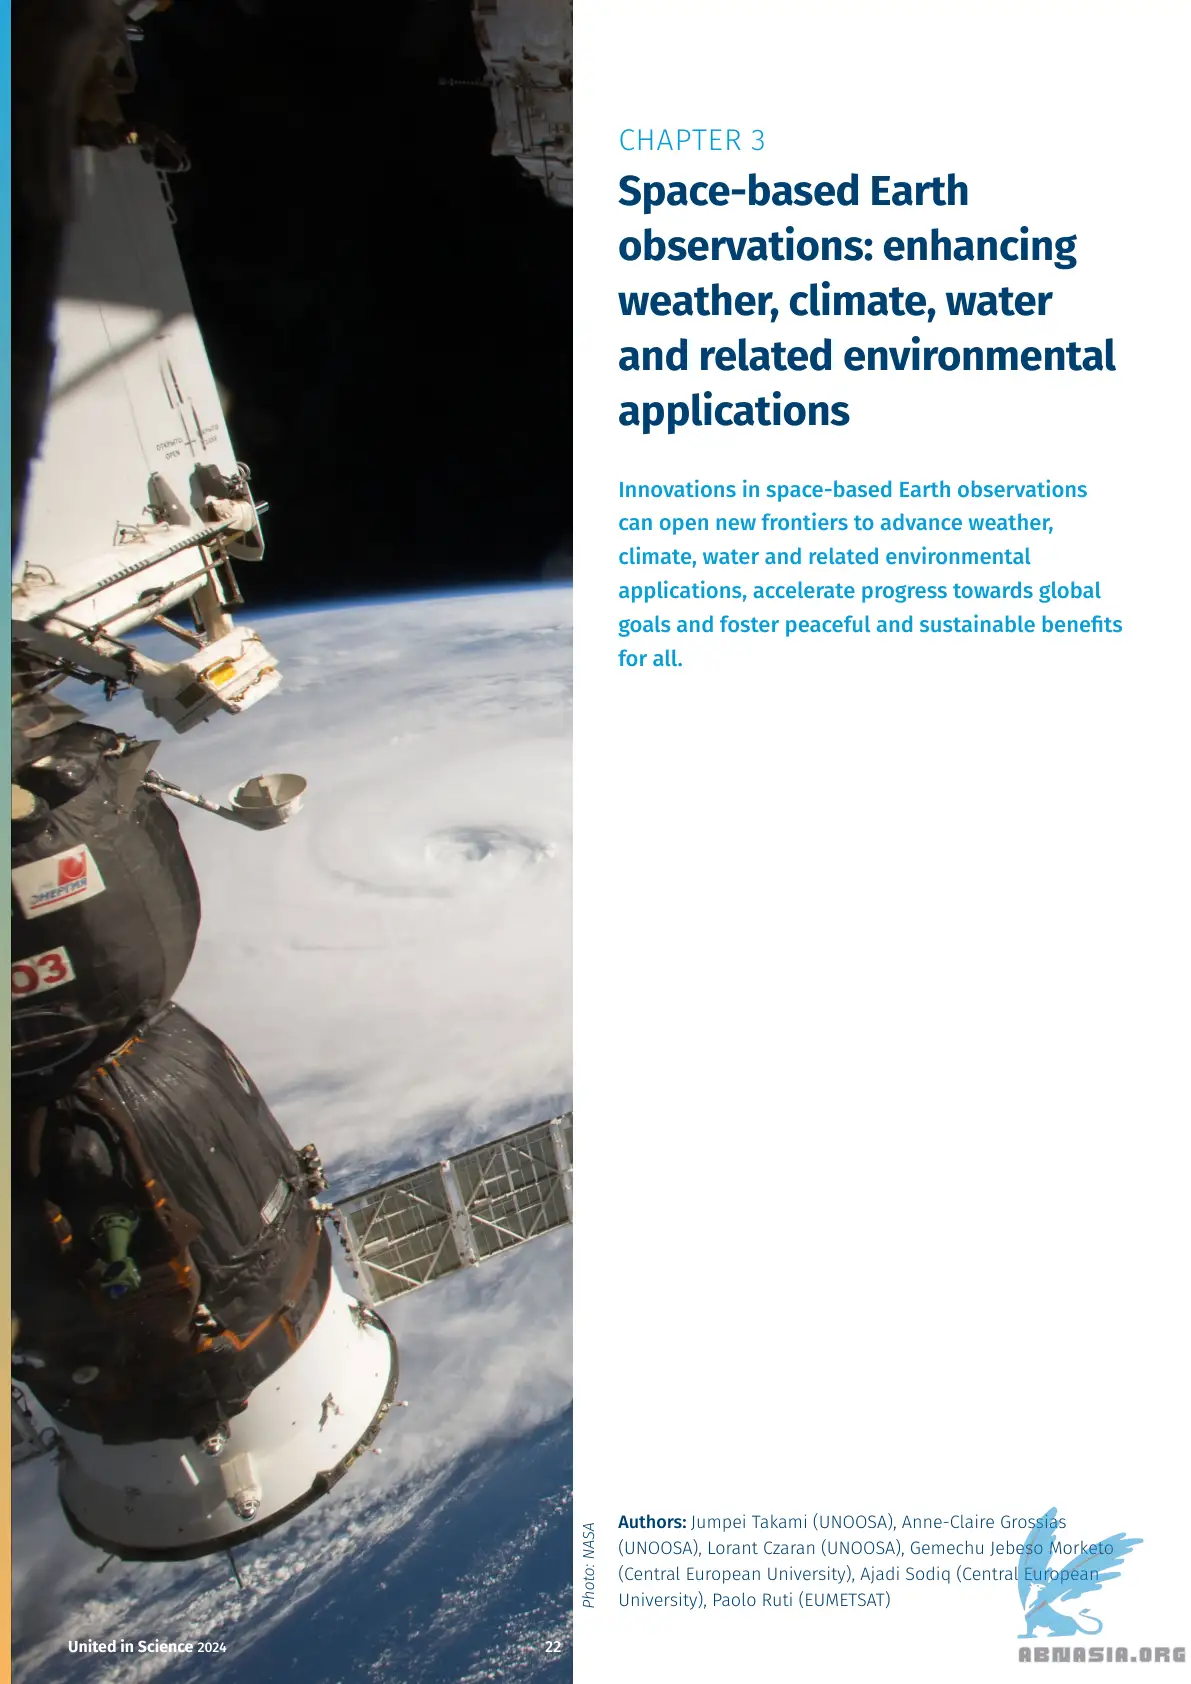 CHAPTER 3
Space-based Earth
observations: enhancing
weather, climate, water
and related environmental
applications
Innovations in space-based Earth observations
can open new frontiers to advance weather,
climate, water and related environmental
applications, accelerate progress towards global
goals and foster peaceful and sustainable benefits
for all.
ОТКРЫТО
OPEN
ЭНЕРГИЯ
03
Photo: NASA
Authors: Jumpei Takami (UNOOSA), Anne-Claire Grossias
(UNOOSA), Lorant Czaran (UNOOSA), Gemechu Jebeso Morketo
(Central European University), Ajadi Sodiq (Central European
University), Paolo Ruti (EUMETSAT)
United in Science 2024
22
ABNASIA.ORG